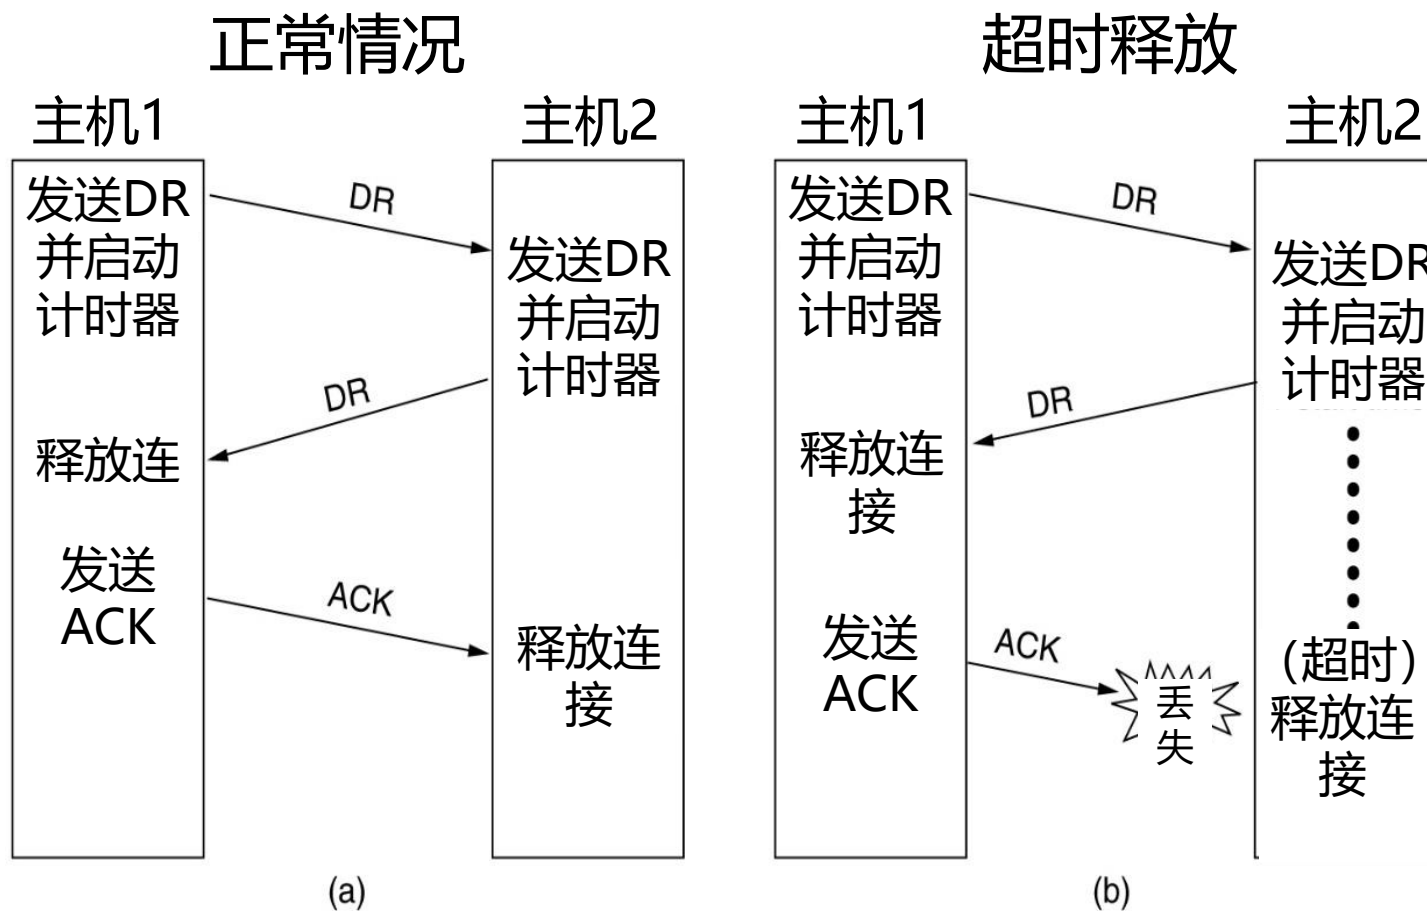 正常情况
主机1
主机2
发送DR
并启动
计时器
DR
发送DR
并启动
计时器
DR
释放连
发送
ACK
ACK
释放连
接
(a)
超时释放
主机1
主机2
发送DR
并启动
计时器
DR
发送DR
并启动
计时器
DR
释放连
接
发送
ACK
ACK
丢
失
(超时)
释放连
接
(b)